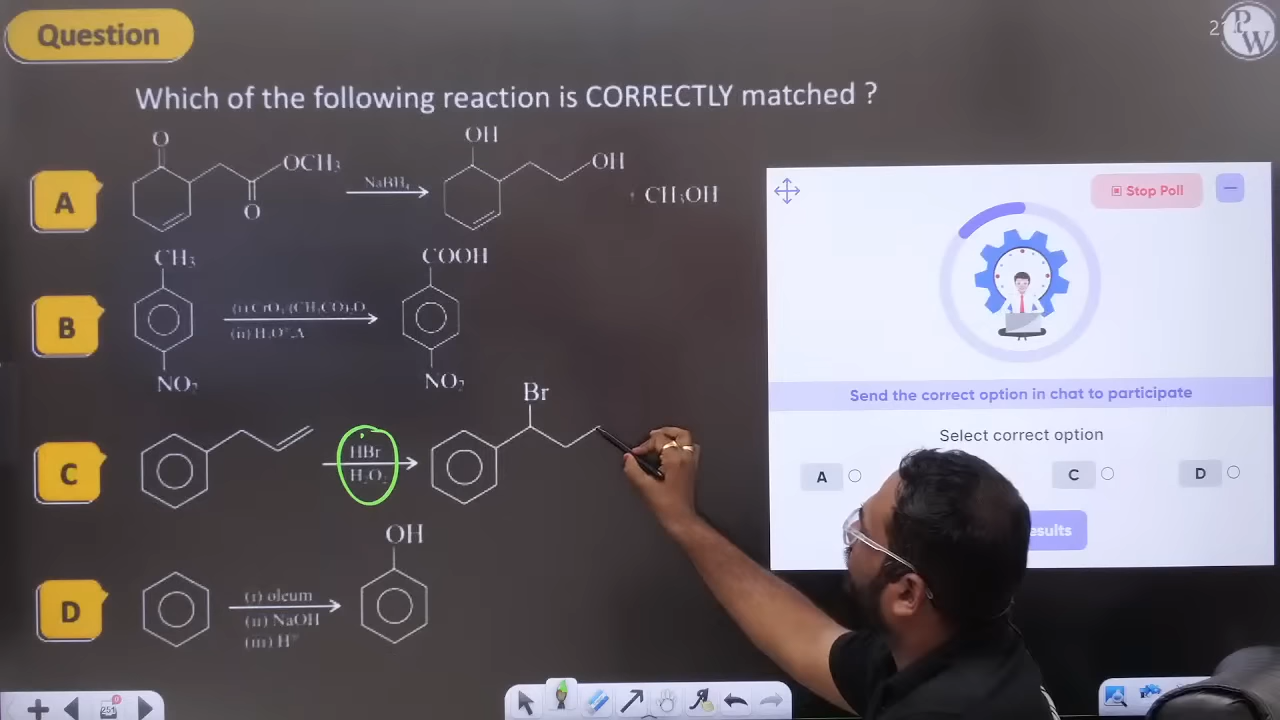 Question
PW
Which of the following reaction is CORRECTLY matched ?
A
O
OCH₃
O
NaBH₄
OH
OH
CH₃OH
B
CH₃
NO₂
(ii) H₃O⁺ Δ
COOH
NO₂
C
HBr
H₂O₂
Br
D
(i) oleum
(ii) NaOH
(iii) H⁺
OH
Stop Poll
Send the correct option in chat to participate
Select correct option
A
C
D
251